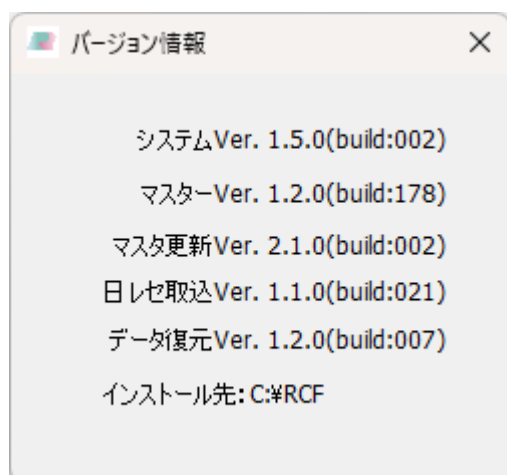 バージョン情報
システムVer. 1.5.0(build:002)
マスターVer. 1.2.0(build:178)
マスタ更新Ver. 2.1.0(build:002)
日レセ取込Ver. 1.1.0(build:021)
データ復元Ver. 1.2.0(build:007)
インストール先: C:¥RCF